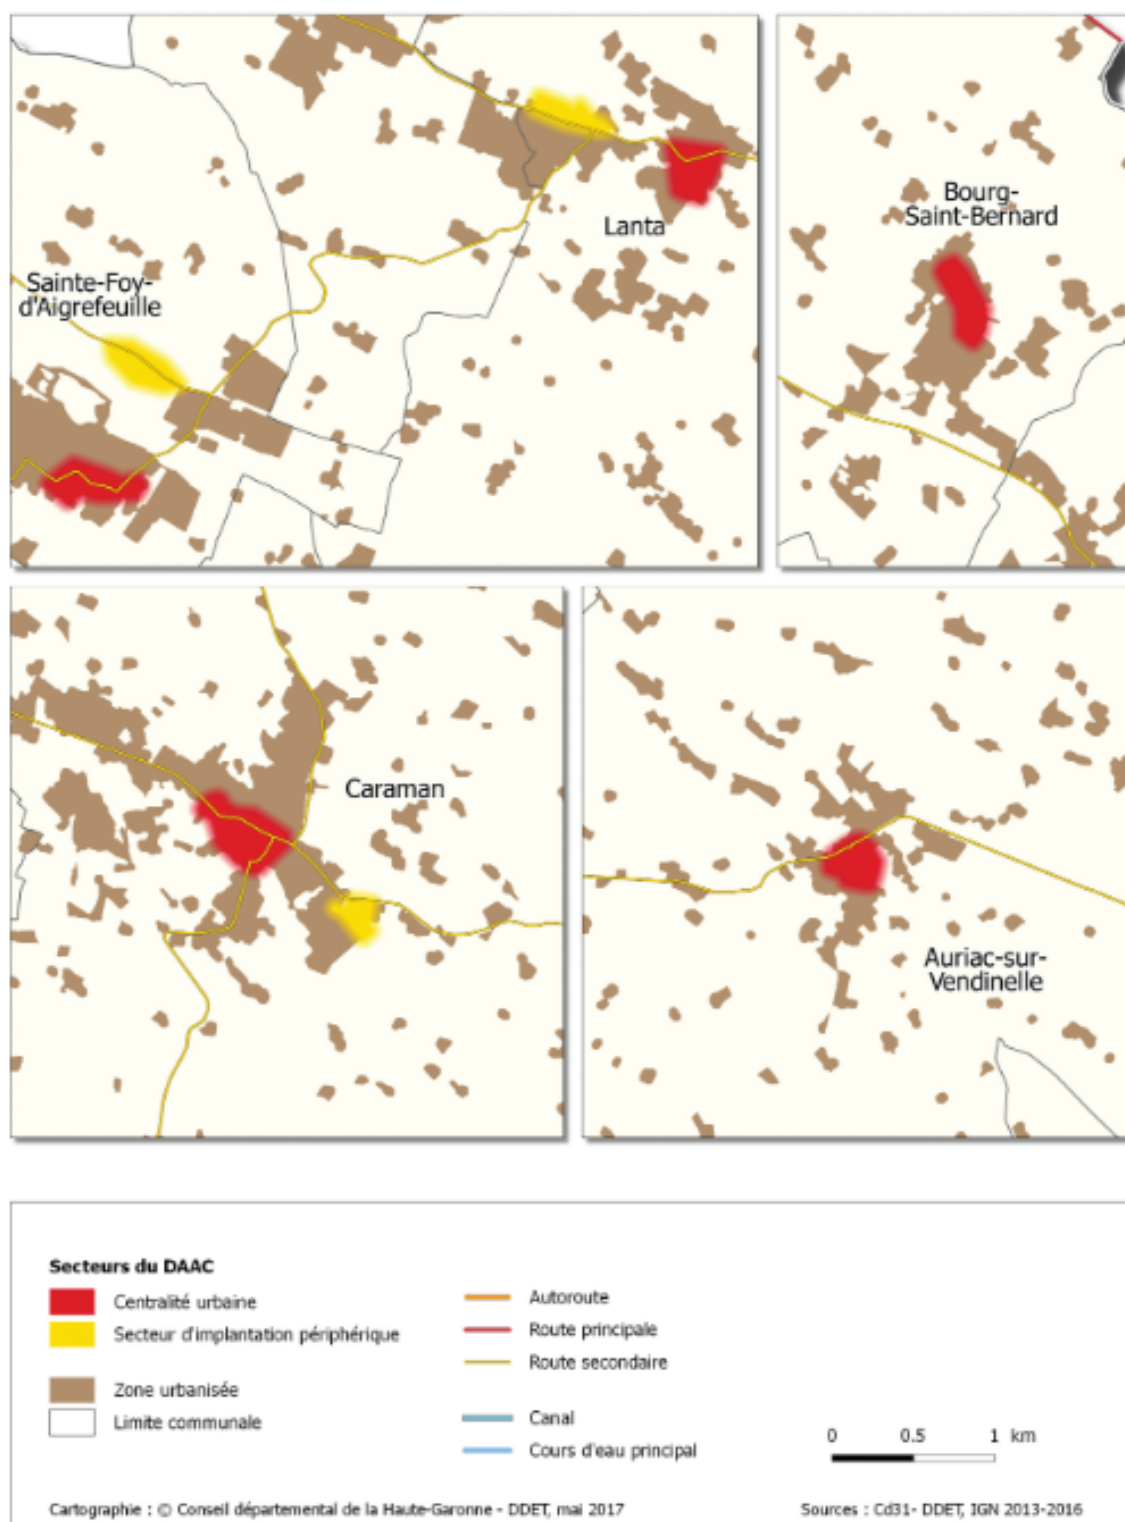 Lanta
Sainte-Foy-
d'Aigrefeuille
Bourg-
Saint-Bernard
Caraman
Auriac-sur-
Vendinelle
Secteurs du DAAC
Centralité urbaine
Secteur d'implantation périphérique
Zone urbanisée
Limite communale
Autoroute
Route principale
Route secondaire
Canal
Cours d'eau principal
0 0.5 1 km
Cartographie : © Conseil départemental de la Haute-Garonne - DDET, mai 2017
Sources : Cd31- DDET, IGN 2013-2016